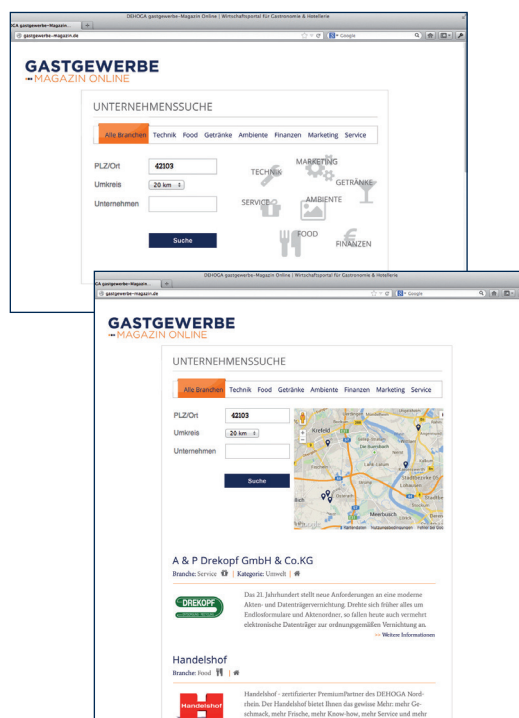 DEHOGA gastgewerbe-Magazin Online | Wirtschaftsportal für Gastronomie & Hotellerie
gastgewerbe-magazin.de
Google
GASTGEWERBE
MAGAZIN ONLINE
UNTERNEHMENSSUCHE
Alle Branchen Technik Food Getränke Ambiente Finanzen Marketing Service
PLZ/Ort 42103
Umkreis 20 km
Unternehmen
Suche
MARKETING
TECHNIK
GETRÄNKE
SERVICE
AMBIENTE
FOOD
FINANZEN
DEHOGA gastgewerbe-Magazin Online | Wirtschaftsportal für Gastronomie & Hotellerie
gastgewerbe-magazin.de
Google
GASTGEWERBE
MAGAZIN ONLINE
UNTERNEHMENSSUCHE
Alle Branchen Technik Food Getränke Ambiente Finanzen Marketing Service
PLZ/Ort 42103
Umkreis 20 km
Unternehmen
Suche
Krefeld
Meerbusch
A & P Drekopf GmbH & Co.KG
Branche: Service | Kategorie: Umwelt |
DREKOPF
Das 21. Jahrhundert stellt neue Anforderungen an eine moderne
Akten- und Datenträgervernichtung. Drehte sich früher alles um
Endlosformulare und Aktenordner, so fallen heute auch vermehrt
elektronische Datenträger zur ordnungsgemäßen Vernichtung an.
>> Weitere Informationen
Handelshof
Branche: Food |
Handelshof
Handelshof - zertifizierter PremiumPartner des DEHOGA Nord-
rhein. Der Handelshof bietet Ihnen das gewisse Mehr: mehr Ge-
schmack, mehr Frische, mehr Know-how, mehr Service und mehr